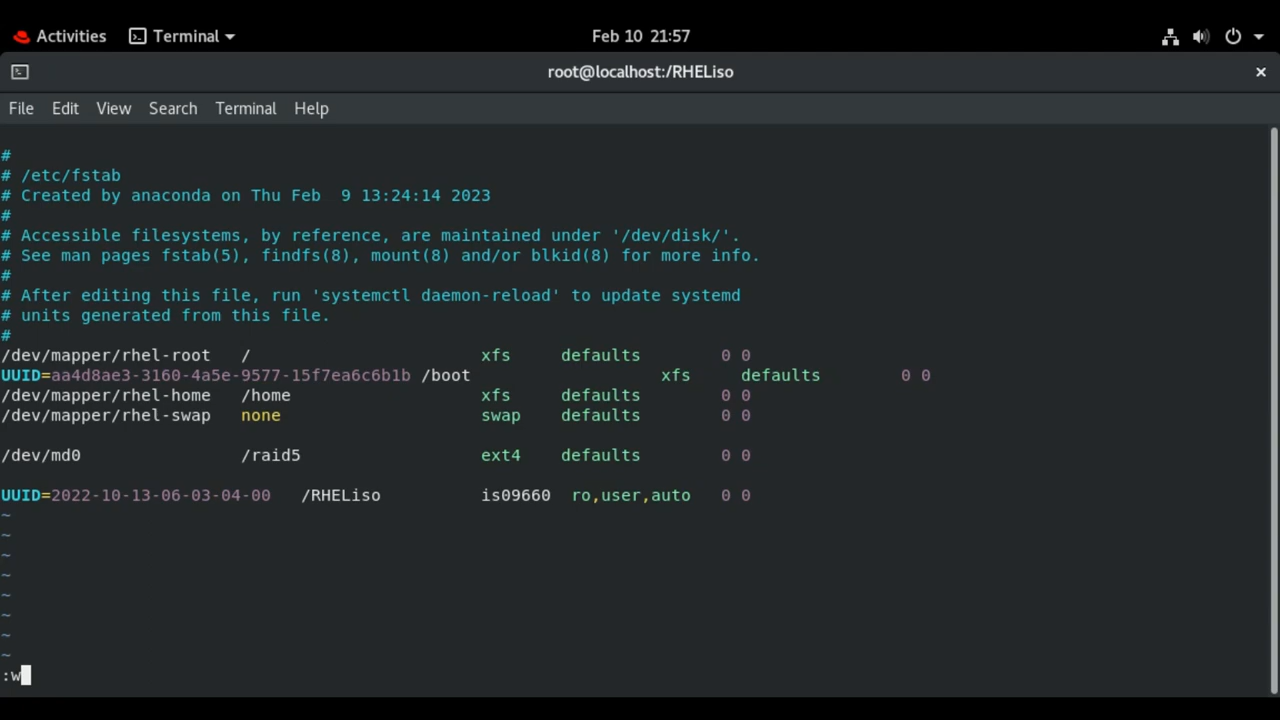 Activities Terminal Feb 10 21:57
root@localhost:/RHELiso
File Edit View Search Terminal Help
#
# /etc/fstab
# Created by anaconda on Thu Feb  9 13:24:14 2023
#
# Accessible filesystems, by reference, are maintained under '/dev/disk/'.
# See man pages fstab(5), findfs(8), mount(8) and/or blkid(8) for more info.
#
# After editing this file, run 'systemctl daemon-reload' to update systemd
# units generated from this file.
#
/dev/mapper/rhel-root   /                       xfs     defaults        0 0
UUID=aa4d8ae3-3160-4a5e-9577-15f7ea6c6b1b /boot                   xfs     defaults        0 0
/dev/mapper/rhel-home   /home                   xfs     defaults        0 0
/dev/mapper/rhel-swap   none                    swap    defaults        0 0
/dev/md0                /raid5                  ext4    defaults        0 0
UUID=2022-10-13-06-03-04-00   /RHELiso          is09660  ro,user,auto   0 0
~
~
~
~
~
~
~
~
:w